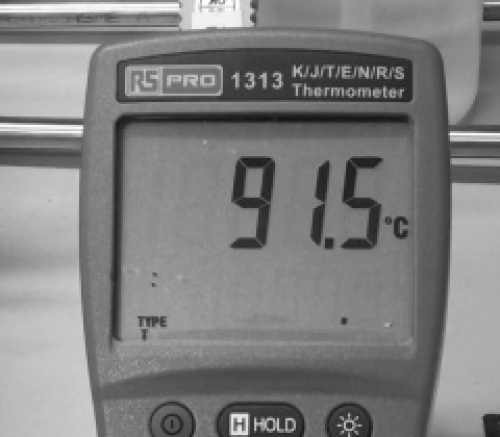 RS PRO 1313 K/J/T/E/N/R/S
Thermometer
91.5 °C
TYPE
T
H HOLD